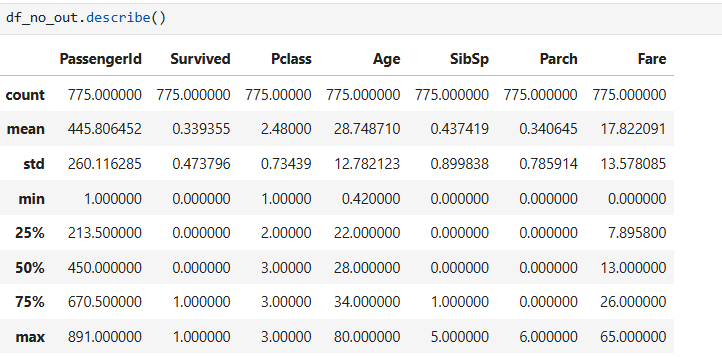 df_no_out.describe()
PassengerId Survived Pclass Age SibSp Parch Fare
count 775.000000 775.000000 775.00000 775.000000 775.000000 775.000000 775.000000
mean 445.806452 0.339355 2.48000 28.748710 0.437419 0.340645 17.822091
std 260.116285 0.473796 0.73439 12.782123 0.899838 0.785914 13.578085
min 1.000000 0.000000 1.00000 0.420000 0.000000 0.000000 0.000000
25% 213.500000 0.000000 2.00000 22.000000 0.000000 0.000000 7.895800
50% 450.000000 0.000000 3.00000 28.000000 0.000000 0.000000 13.000000
75% 670.500000 1.000000 3.00000 34.000000 1.000000 0.000000 26.000000
max 891.000000 1.000000 3.00000 80.000000 5.000000 6.000000 65.000000